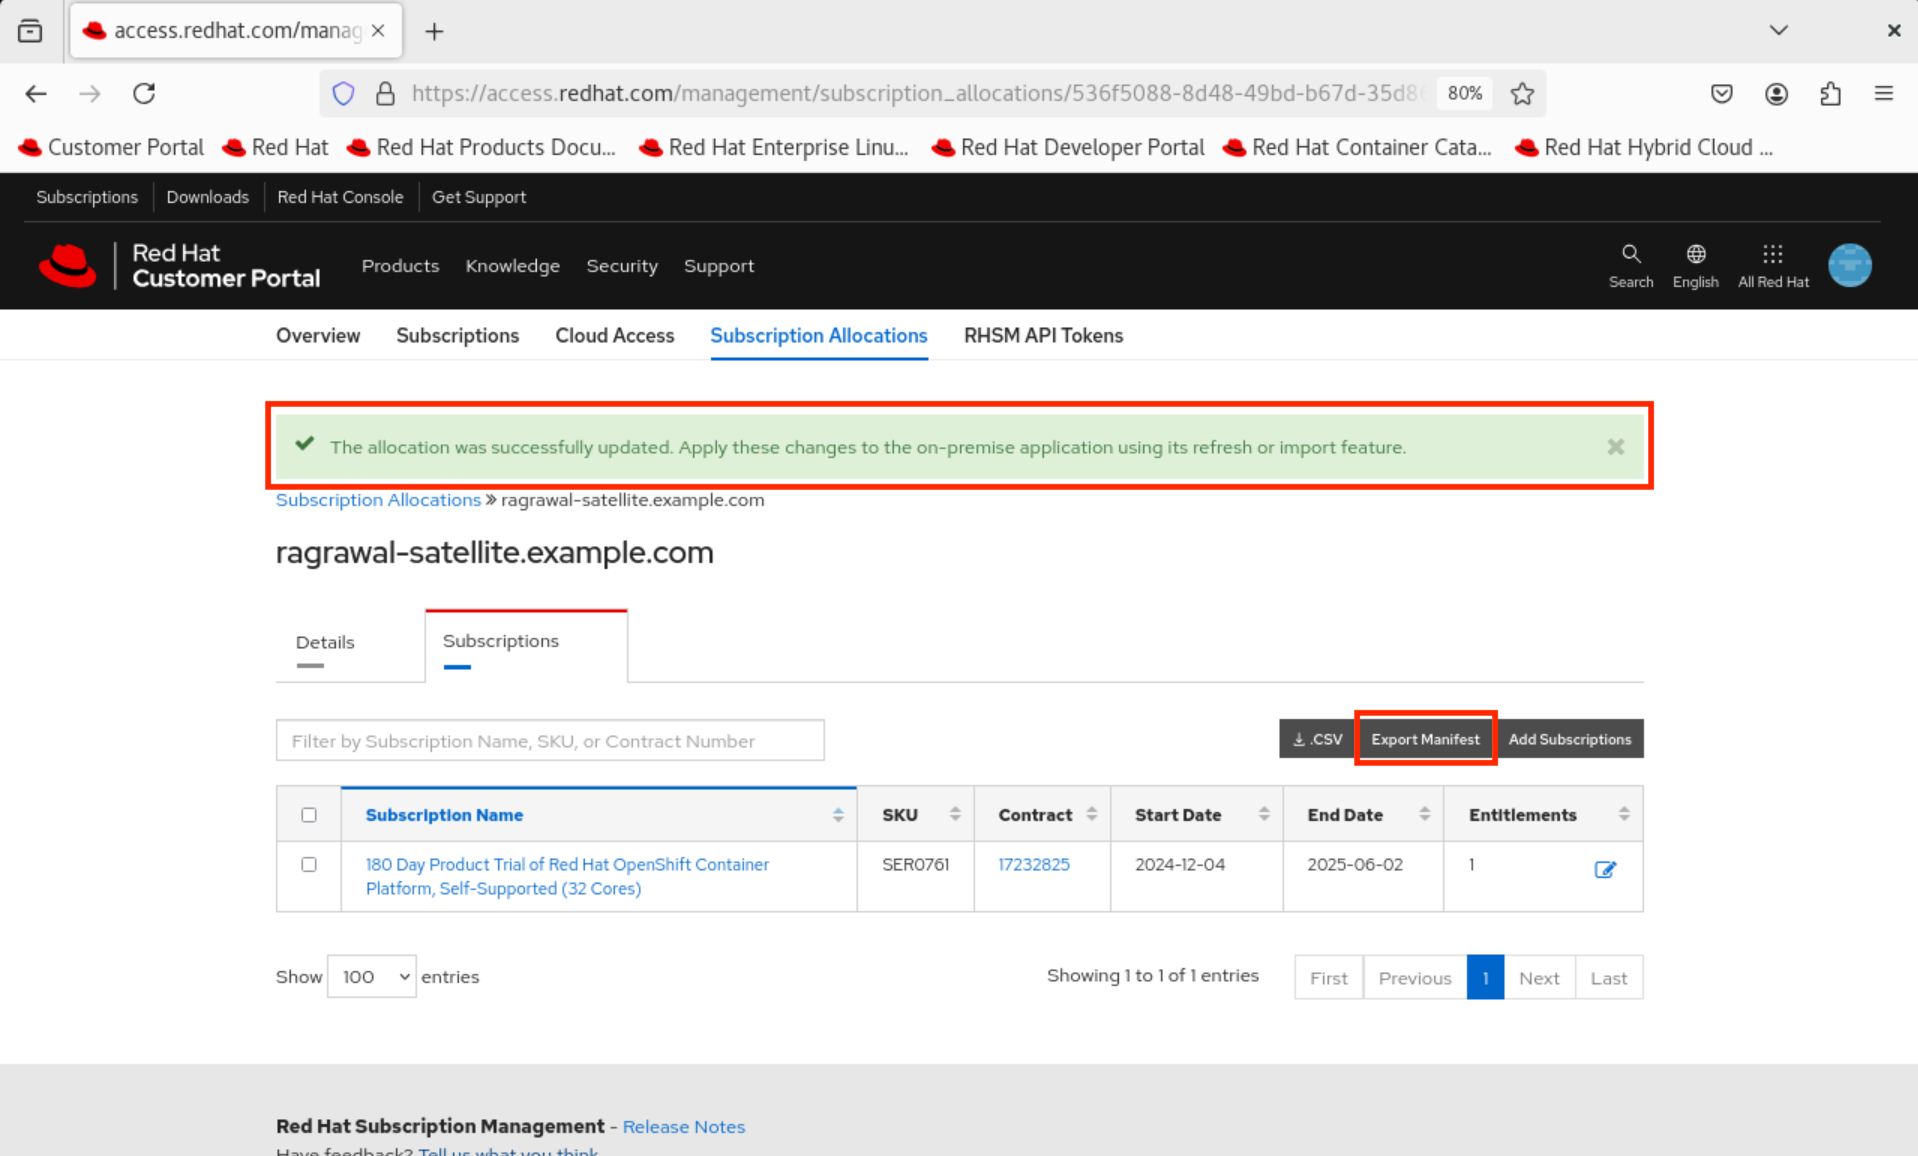 access.redhat.com/manag
https://access.redhat.com/management/subscription_allocations/536f5088-8d48-49bd-b67d-35d8
80%
Customer Portal
Red Hat
Red Hat Products Docu...
Red Hat Enterprise Linu...
Red Hat Developer Portal
Red Hat Container Cata...
Red Hat Hybrid Cloud ...
Subscriptions
Downloads
Red Hat Console
Get Support
Red Hat
Customer Portal
Products
Knowledge
Security
Support
Search
English
All Red Hat
Overview
Subscriptions
Cloud Access
Subscription Allocations
RHSM API Tokens
The allocation was successfully updated. Apply these changes to the on-premise application using its refresh or import feature.
Subscription Allocations » ragrawal-satellite.example.com
ragrawal-satellite.example.com
Details
Subscriptions
Filter by Subscription Name, SKU, or Contract Number
.CSV
Export Manifest
Add Subscriptions
Subscription Name
SKU
Contract
Start Date
End Date
Entitlements
180 Day Product Trial of Red Hat OpenShift Container
Platform, Self-Supported (32 Cores)
SER0761
17232825
2024-12-04
2025-06-02
1
Show 100 entries
Showing 1 to 1 of 1 entries
First
Previous
1
Next
Last
Red Hat Subscription Management - Release Notes
Have feedback? Tell us what you think